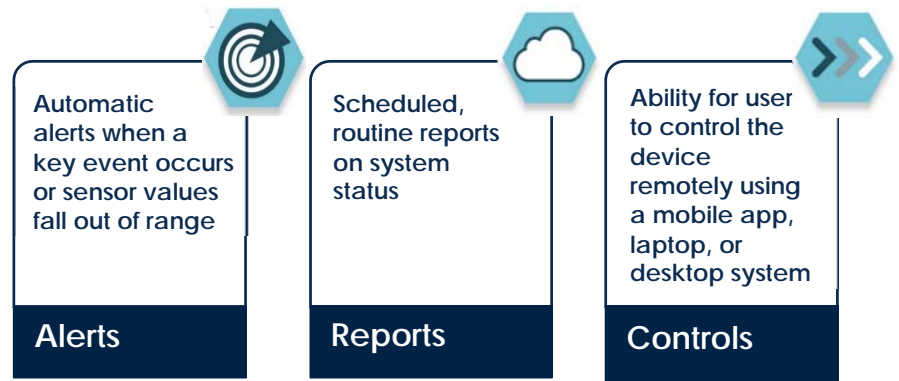 Automatic
alerts when a
key event occurs
or sensor values
fall out of range
Alerts
Scheduled,
routine reports
on system
status
Reports
Ability for user
to control the
device
remotely using
a mobile app,
laptop, or
desktop system
Controls